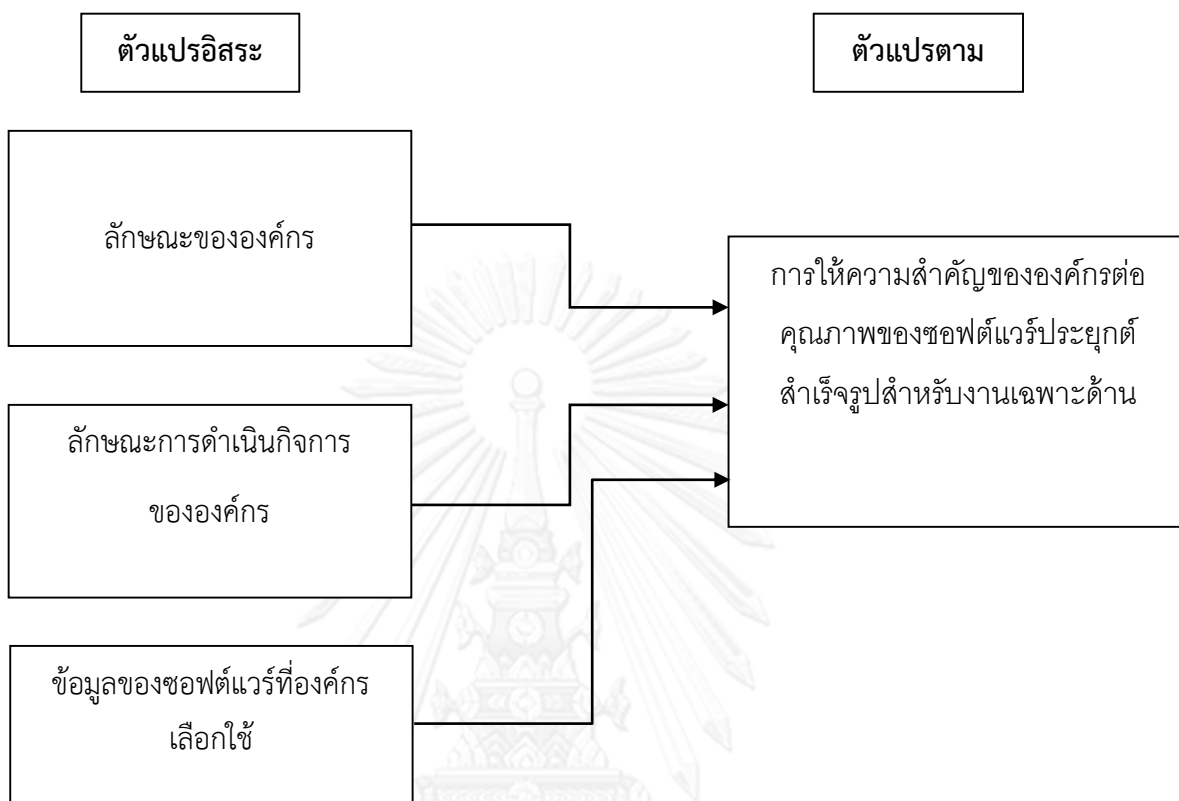 ตัวแปรอิสระ
ตัวแปรตาม
ลักษณะขององค์กร
การให้ความสำคัญขององค์กรต่อ
คุณภาพของซอฟต์แวร์ประยุกต์
สำเร็จรูปสำหรับงานเฉพาะด้าน
ลักษณะการดำเนินกิจการ
ขององค์กร
ข้อมูลของซอฟต์แวร์ที่องค์กร
เลือกใช้